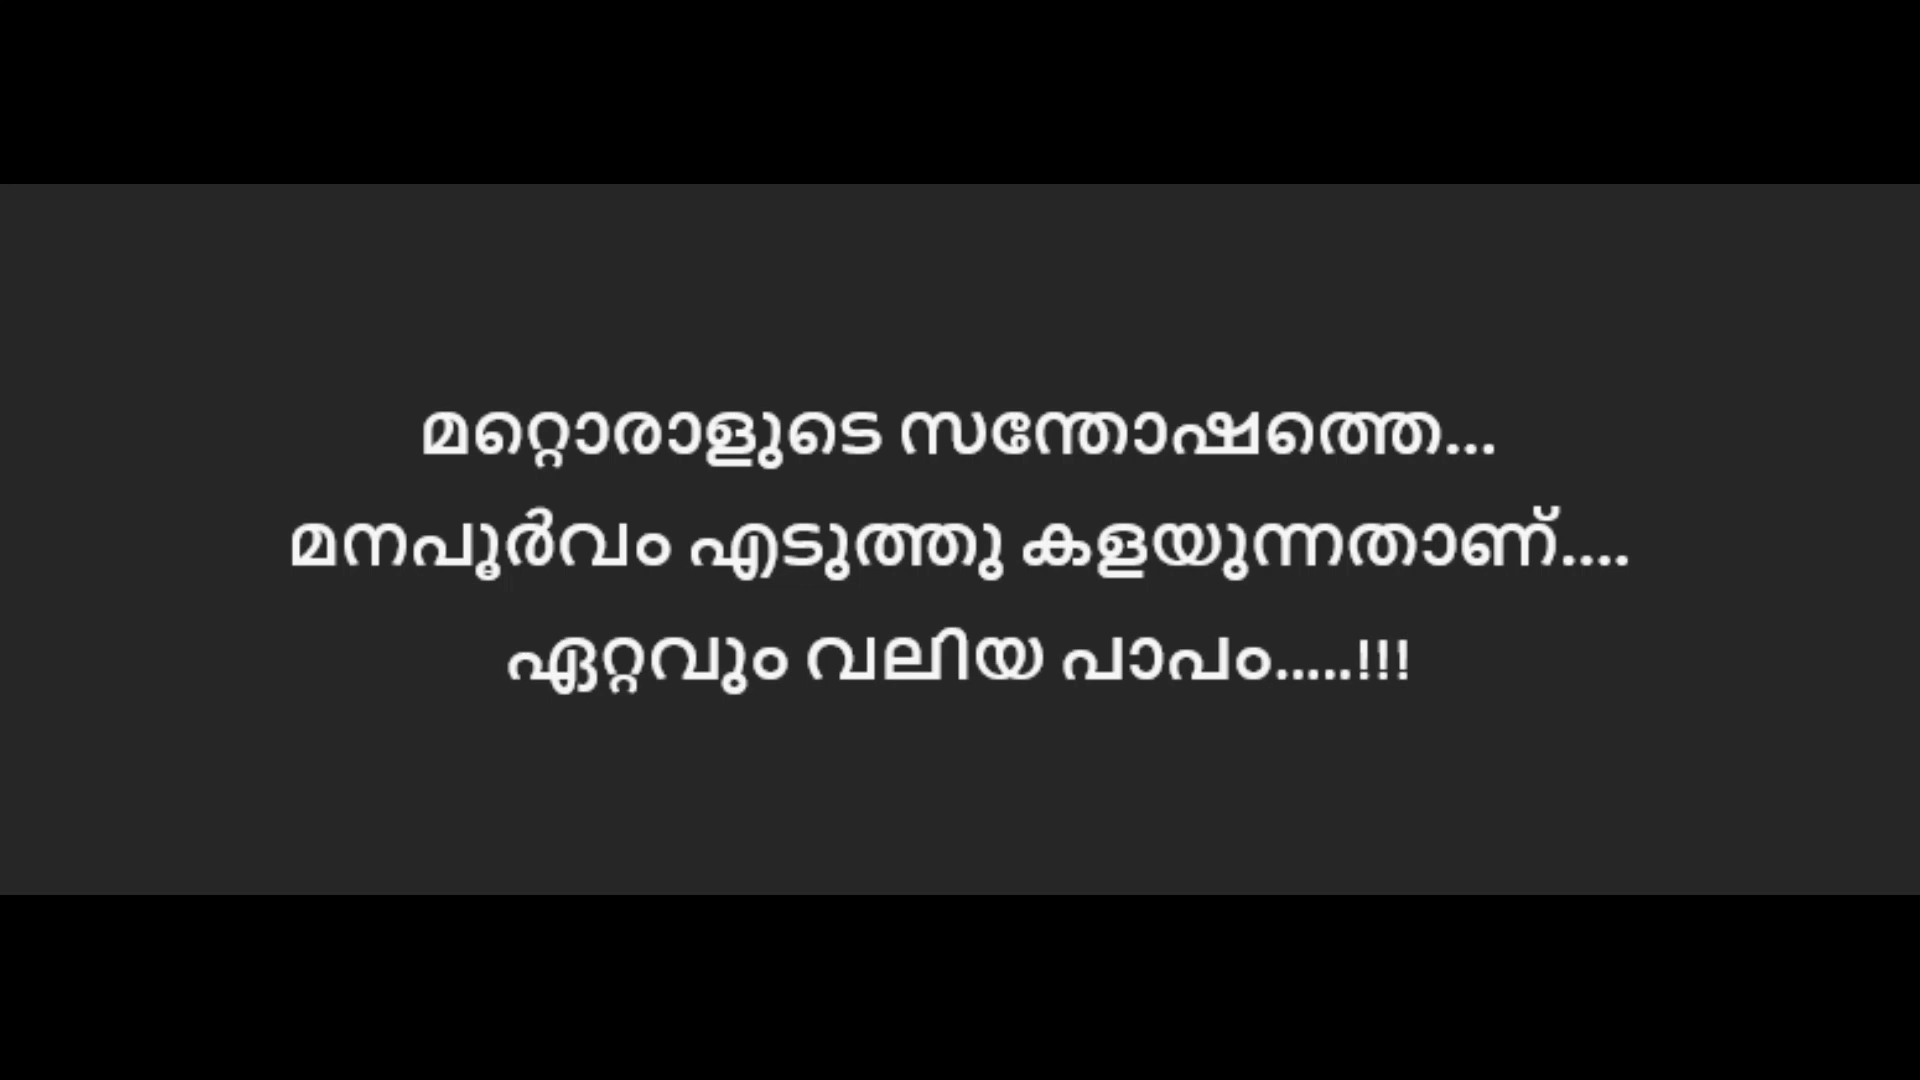 മറ്റൊരാളുടെ സന്തോഷത്തെ...
മനപൂർവം എടുത്തു കളയുന്നതാണ്....
ഏറ്റവും വലിയ പാപം.....!!!